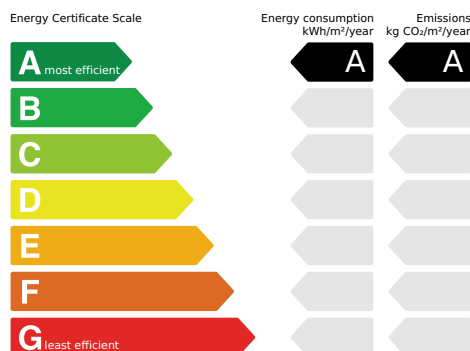 Energy Certificate Scale
Energy consumption
kWh/m²/year
Emissions
kg CO₂/m²/year
A most efficient
A
A
B
C
D
E
F
G least efficient